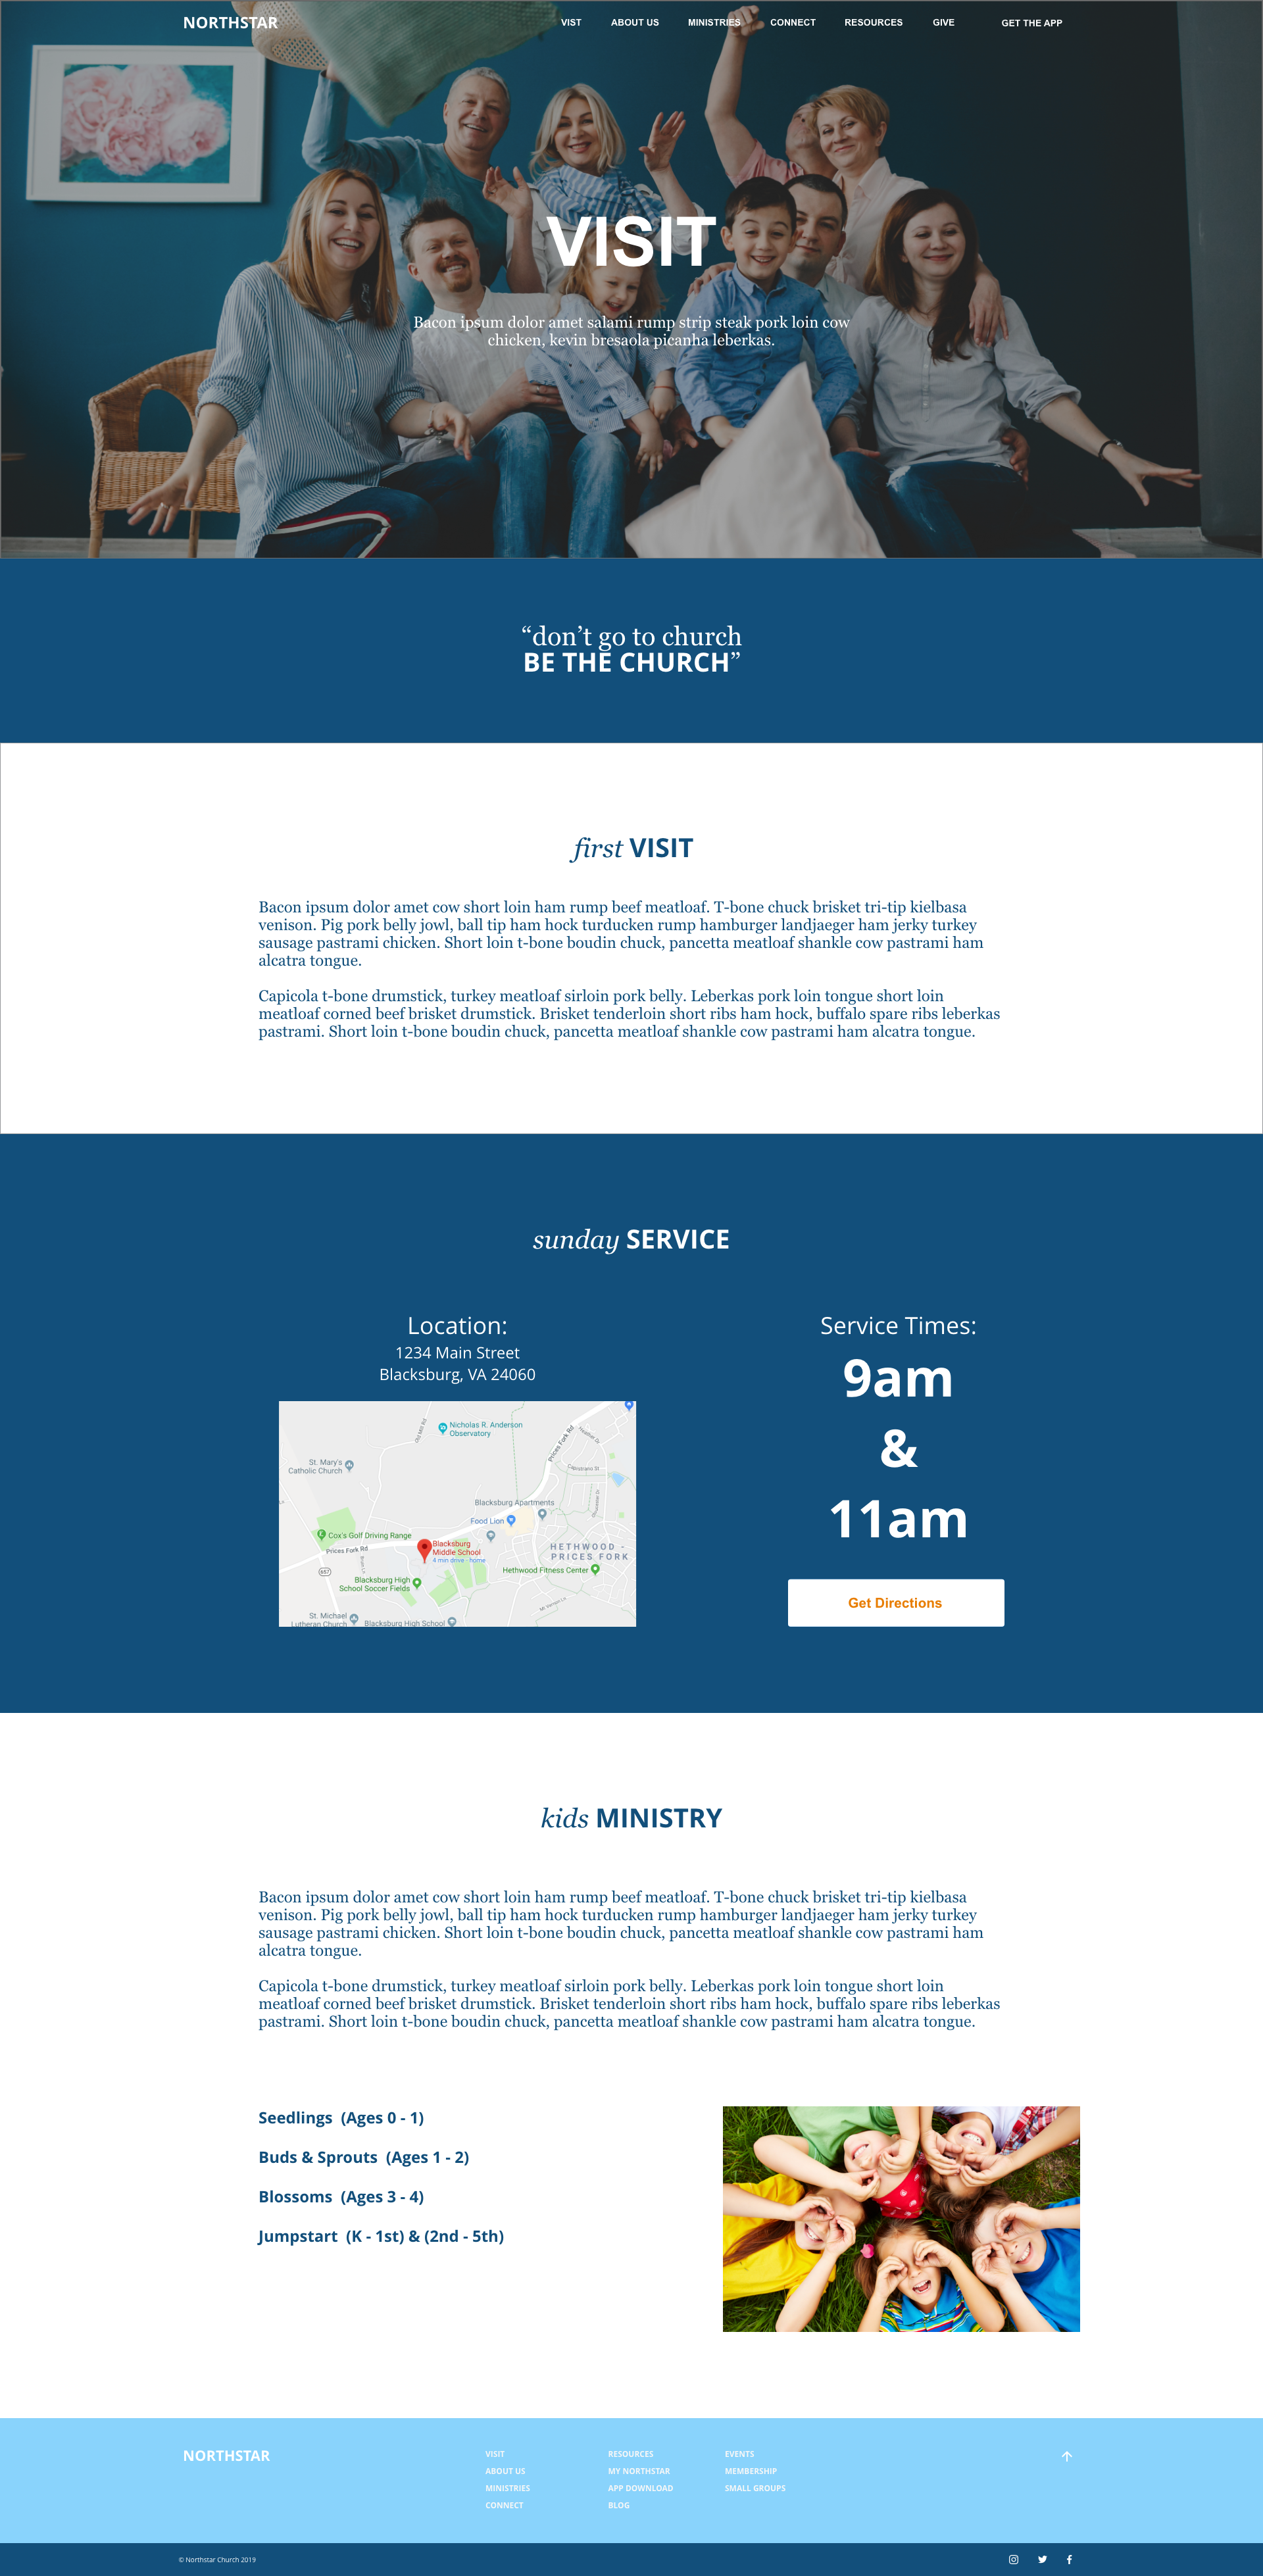 NORTHSTAR
VIST ABOUT US MINISTRIES CONNECT RESOURCES GIVE GET THE APP
VISIT
Bacon ipsum dolor amet salami rump strip steak pork loin cow
chicken, kevin bresaola picanha leberkas.
“don’t go to church
BE THE CHURCH”
first VISIT
Bacon ipsum dolor amet cow short loin ham rump beef meatloaf. T-bone chuck brisket tri-tip kielbasa
venison. Pig pork belly jowl, ball tip ham hock turducken rump hamburger landjaeger ham jerky turkey
sausage pastrami chicken. Short loin t-bone boudin chuck, pancetta meatloaf shankle cow pastrami ham
alcatra tongue.
Capicola t-bone drumstick, turkey meatloaf sirloin pork belly. Leberkas pork loin tongue short loin
meatloaf corned beef brisket drumstick. Brisket tenderloin short ribs ham hock, buffalo spare ribs leberkas
pastrami. Short loin t-bone boudin chuck, pancetta meatloaf shankle cow pastrami ham alcatra tongue.
sunday SERVICE
Location:
1234 Main Street
Blacksburg, VA 24060
Nicholas R. Anderson
Observatory
Old Mill Rd
Prices Fork Rd
St. Mary's
Catholic Church
Capistrano St
Blacksburg Apartments
Food Lion
Cox's Golf Driving Range
Prices Fork Rd
Blacksburg
Middle School
4 min drive - home
HETHWOOD -
PRICES FORK
657
Hethwood Fitness Center
Blacksburg High
School Soccer Fields
Mt Vernon Ln
St. Michael
Lutheran Church
Blacksburg High School
Service Times:
9am
&
11am
Get Directions
kids MINISTRY
Bacon ipsum dolor amet cow short loin ham rump beef meatloaf. T-bone chuck brisket tri-tip kielbasa
venison. Pig pork belly jowl, ball tip ham hock turducken rump hamburger landjaeger ham jerky turkey
sausage pastrami chicken. Short loin t-bone boudin chuck, pancetta meatloaf shankle cow pastrami ham
alcatra tongue.
Capicola t-bone drumstick, turkey meatloaf sirloin pork belly. Leberkas pork loin tongue short loin
meatloaf corned beef brisket drumstick. Brisket tenderloin short ribs ham hock, buffalo spare ribs leberkas
pastrami. Short loin t-bone boudin chuck, pancetta meatloaf shankle cow pastrami ham alcatra tongue.
Seedlings (Ages 0 - 1)
Buds & Sprouts (Ages 1 - 2)
Blossoms (Ages 3 - 4)
Jumpstart (K - 1st) & (2nd - 5th)
NORTHSTAR
VISIT
ABOUT US
MINISTRIES
CONNECT
RESOURCES
MY NORTHSTAR
APP DOWNLOAD
BLOG
EVENTS
MEMBERSHIP
SMALL GROUPS
© Northstar Church 2019